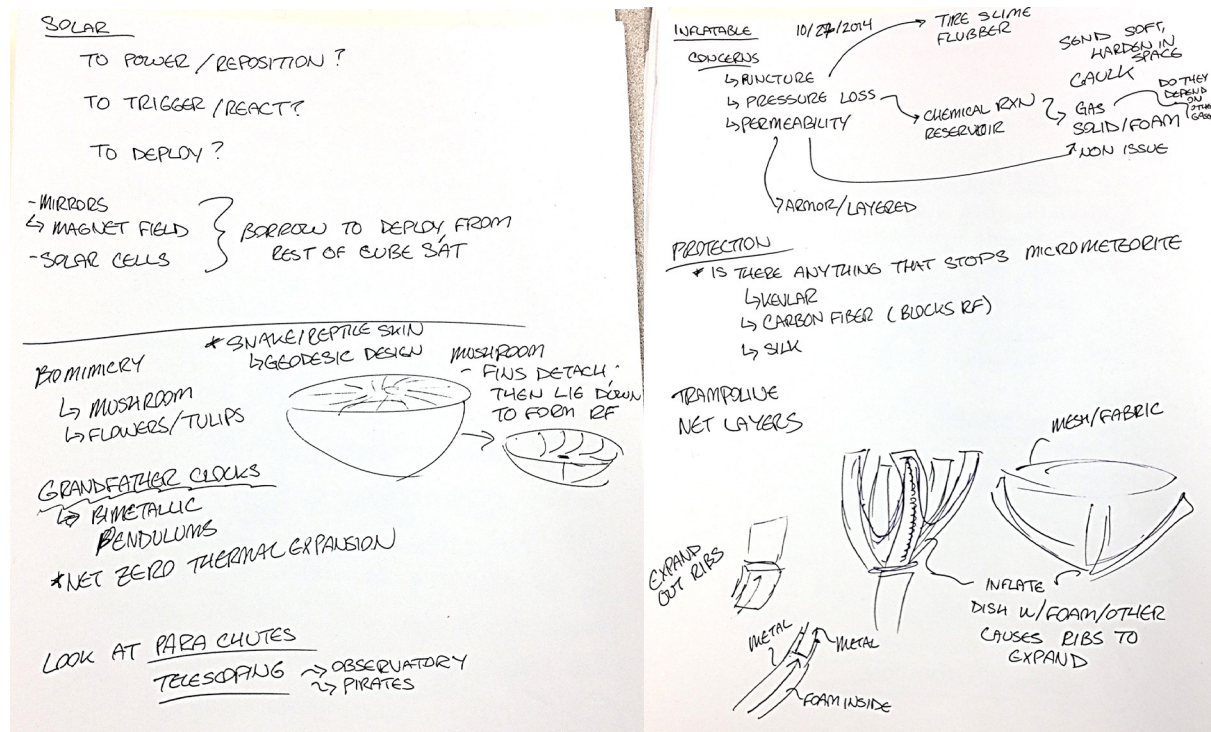 SOLAR
TO POWER/REPOSITION?
TO TRIGGER/REACT?
TO DEPLOY?
-MIRRORS
↳ MAGNET FIELD
-SOLAR CELLS
BORROW TO DEPLOY, FROM
REST OF CUBE SAT
* SNAKE/REPTILE SKIN
↳GEODESIC DESIGN
BIOMIMICRY
↳ MUSHROOM
↳FLOWERS/TULIPS
MUSHROOM
- FINS DETACH,
THEN LIE DOWN
TO FORM RF
GRANDFATHER CLOCKS
↳ BIMETALLIC
PENDULUMS
*NET ZERO THERMAL EXPANSION
LOOK AT PARACHUTES
TELESCOPING → OBSERVATORY
→ PIRATES
INFLATABLE 10/27/2014
CONCERNS
↳PUNCTURE
↳ PRESSURE LOSS
↳PERMEABILITY
TIRE SLIME
FLUBBER
CHEMICAL RXN
RESERVOIR
SEND SOFT,
HARDEN IN
SPACE
CAULK
GAS
SOLID/FOAM
NON ISSUE
DO THEY
DEPEND
ON
OTHER
GASES
ARMOR/LAYERED
PROTECTION
* IS THERE ANYTHING THAT STOPS MICROMETEORITE
↳KEVLAR
↳ CARBON FIBER (BLOCKS RF)
↳ SILK
TRAMPOLINE
NET LAYERS
MESH/FABRIC
EXPAND
OUT RIBS
INFLATE
DISH W/FOAM/OTHER
CAUSES RIBS TO
EXPAND
METAL
METAL
FOAM INSIDE